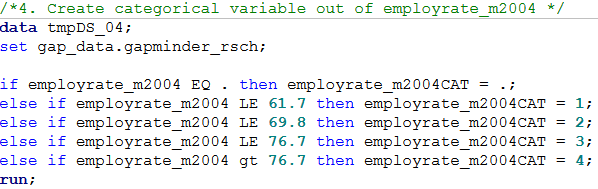 /*4. Create categorical variable out of employrate_m2004 */
data tmpDS_04;
set gap_data.gapminder_rsch;
if employrate_m2004 EQ . then employrate_m2004CAT = .;
else if employrate_m2004 LE 61.7 then employrate_m2004CAT = 1;
else if employrate_m2004 LE 69.8 then employrate_m2004CAT = 2;
else if employrate_m2004 LE 76.7 then employrate_m2004CAT = 3;
else if employrate_m2004 gt 76.7 then employrate_m2004CAT = 4;
run;